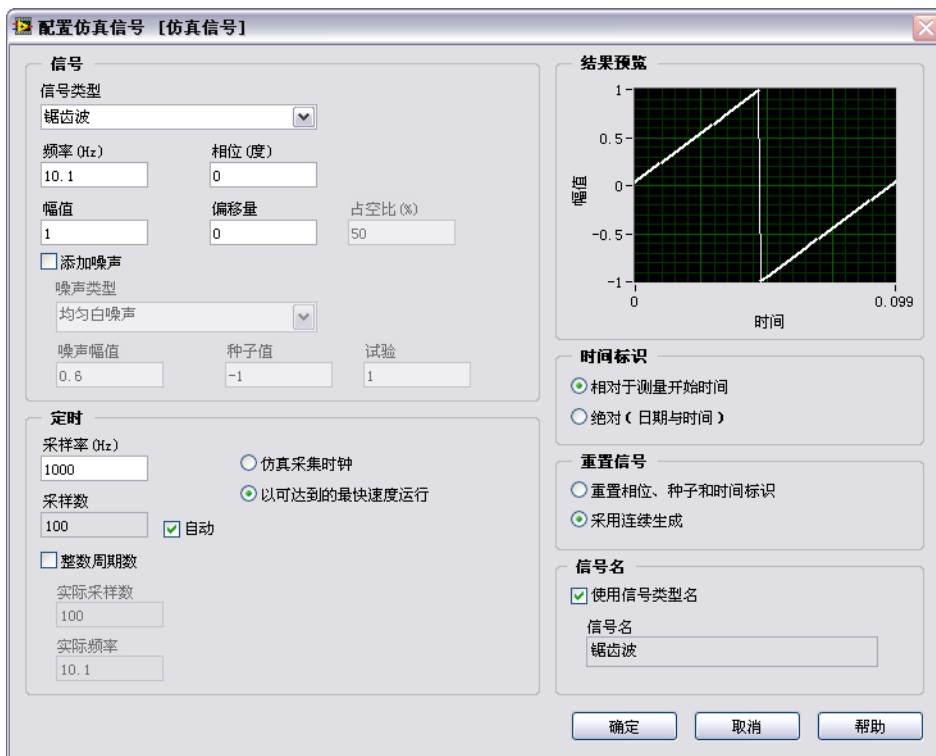 配置仿真信号 [仿真信号]
信号
信号类型
锯齿波
频率(Hz) 相位(度)
10.1 0
幅值 偏移量 占空比(%)
1 0 50
添加噪声
噪声类型
均匀白噪声
噪声幅值 种子值 试验
0.6 -1 1
定时
采样率(Hz)
1000
仿真采集时钟
以可达到的最快速度运行
采样数
100 自动
整数周期数
实际采样数
100
实际频率
10.1
结果预览
幅值
1
0.5
0
-0.5
-1
0 0.099
时间
时间标识
相对于测量开始时间
绝对(日期与时间)
重置信号
重置相位、种子和时间标识
采用连续生成
信号名
使用信号类型名
信号名
锯齿波
确定 取消 帮助